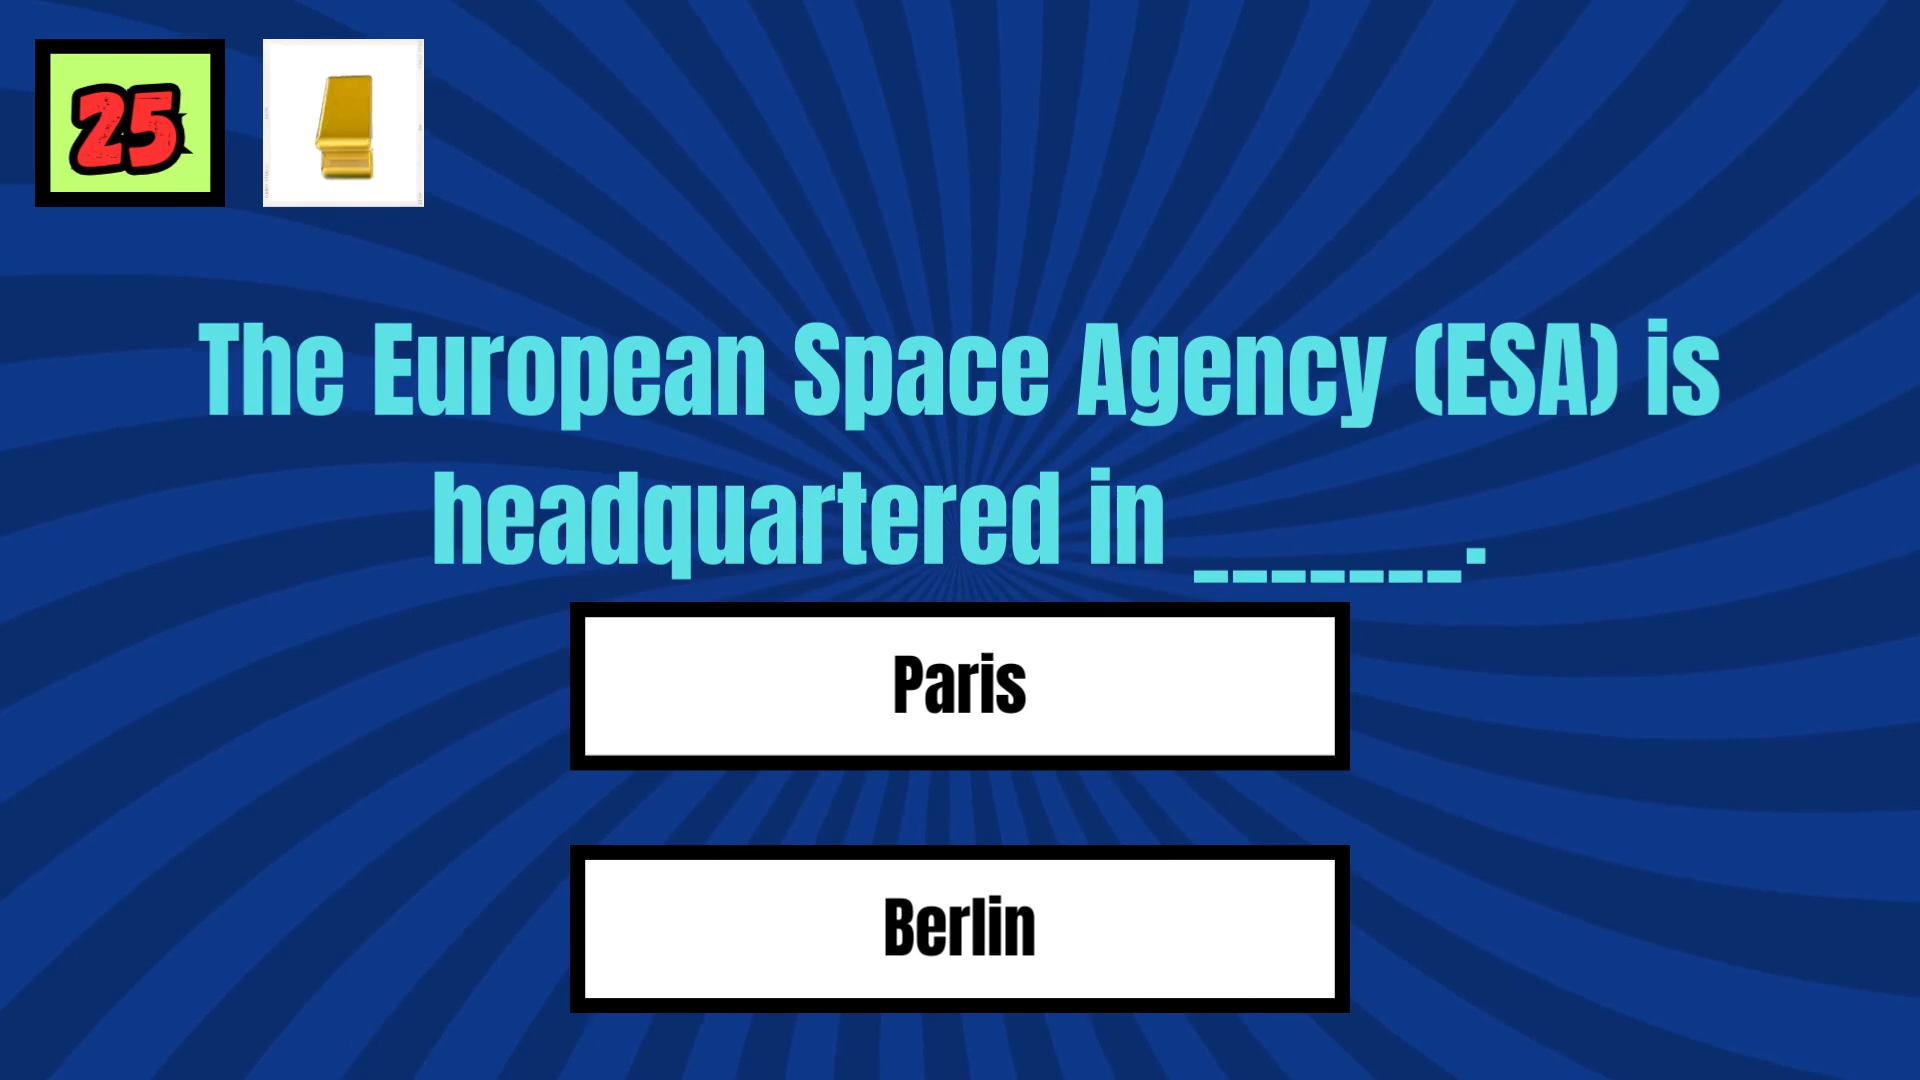 25
The European Space Agency (ESA) is
headquartered in _______.
Paris
Berlin